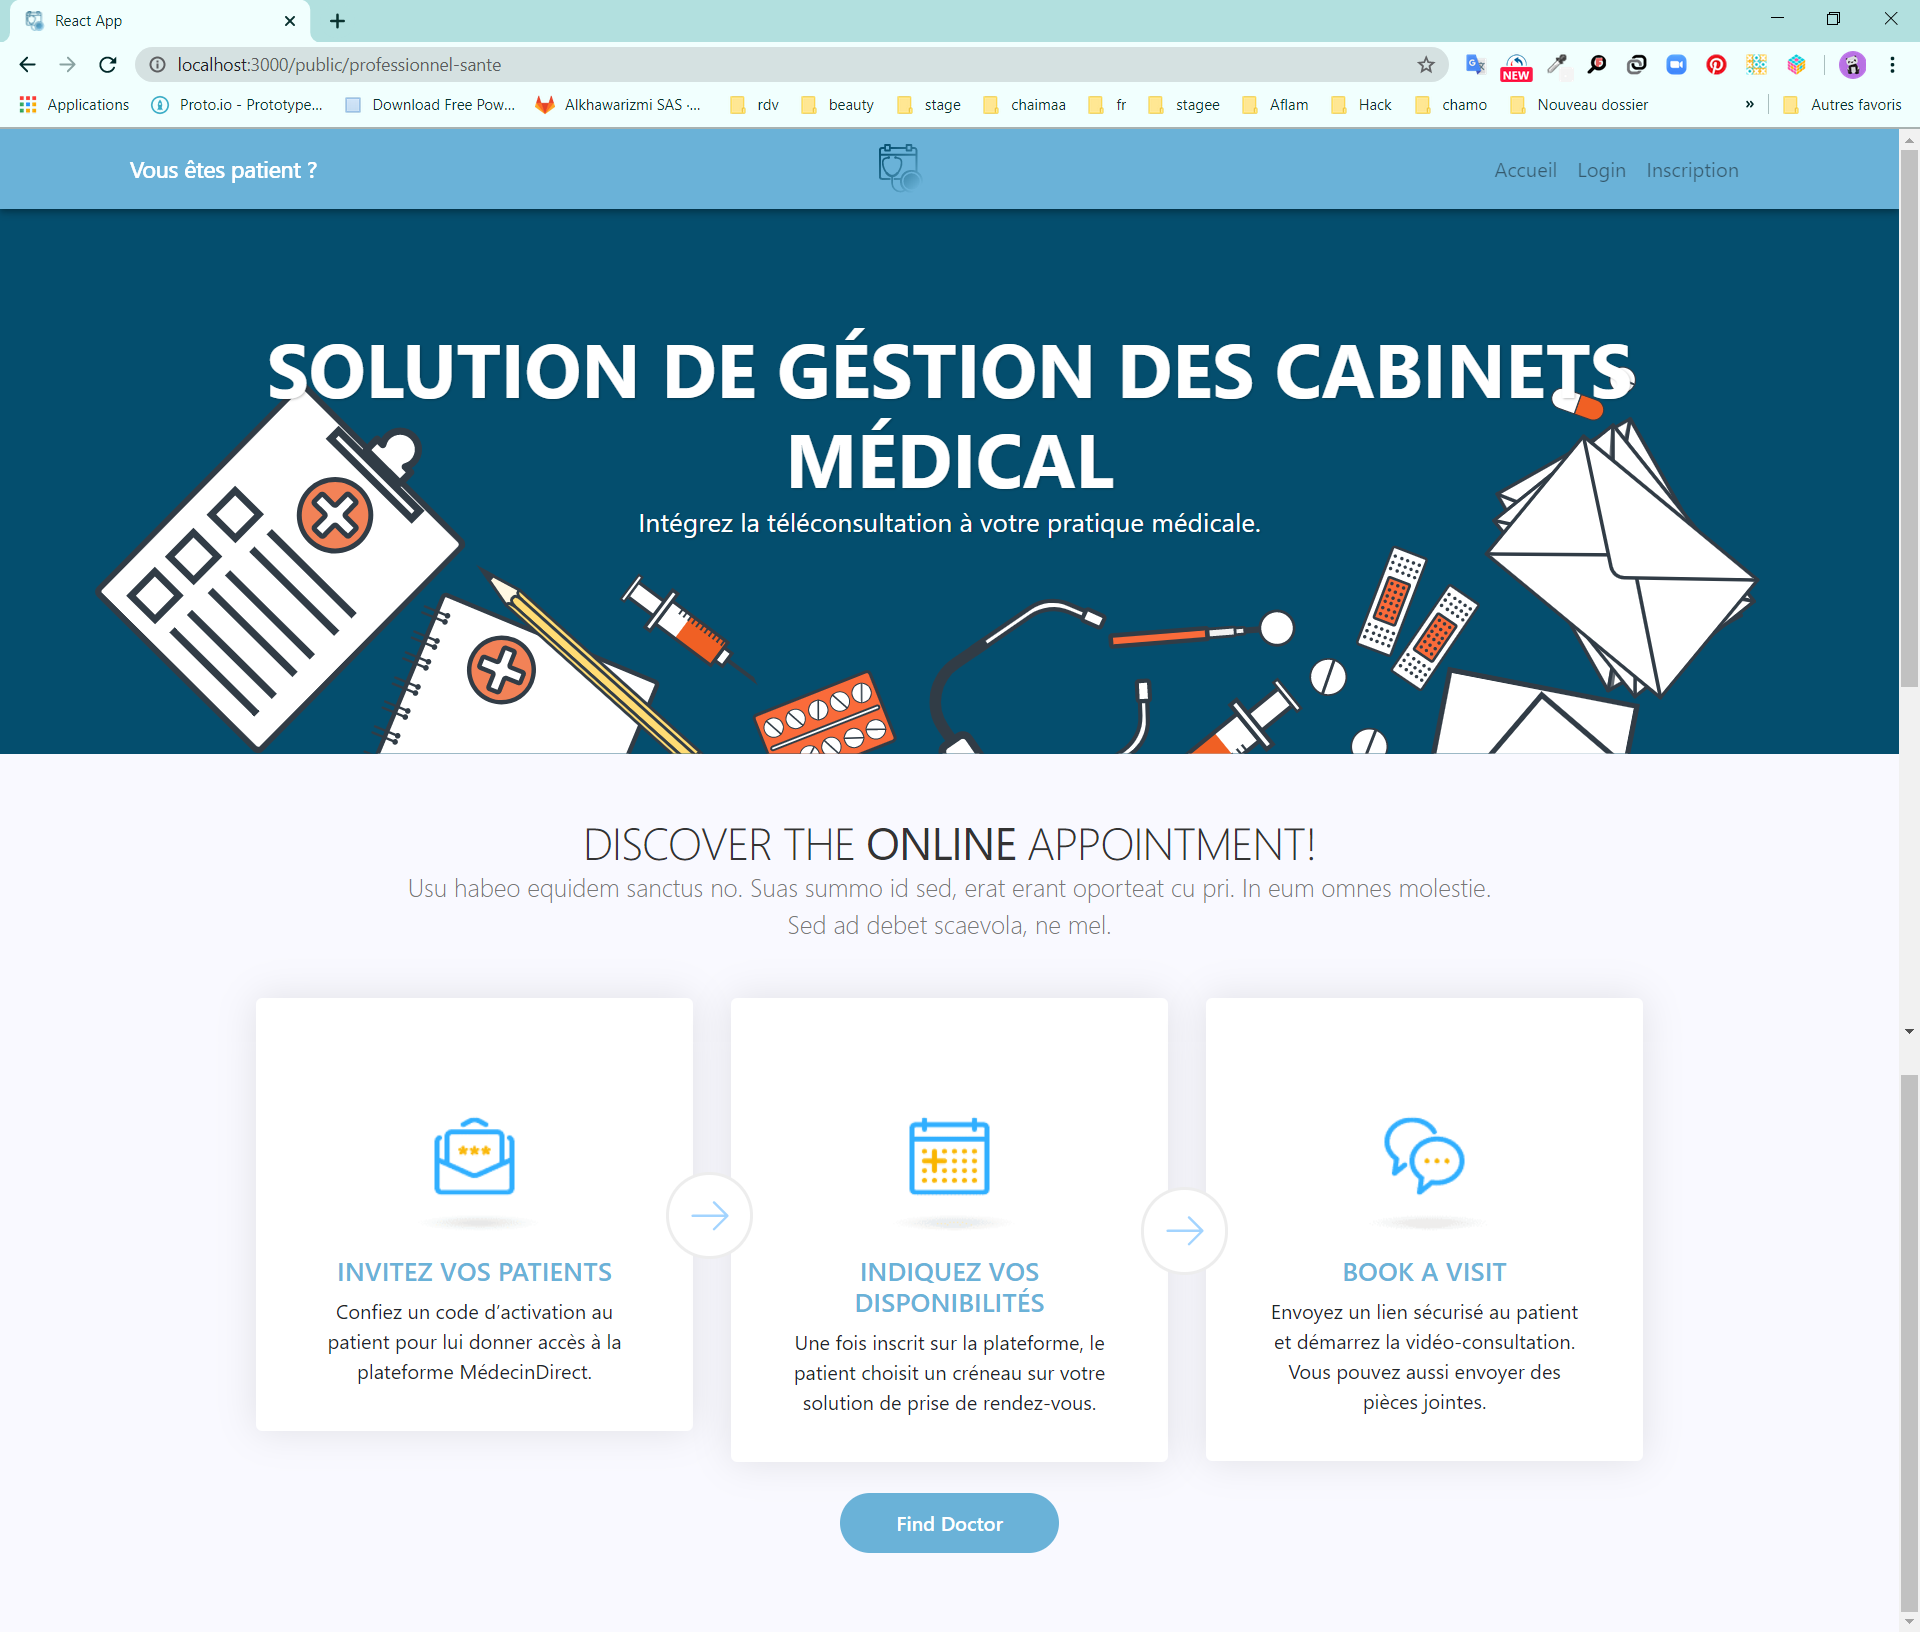 React App
localhost:3000/public/professionnel-sante
NEW
Applications Proto.io - Prototype... Download Free Pow... Alkhawarizmi SAS ·... rdv beauty stage chaimaa fr stagee Aflam Hack chamo Nouveau dossier » Autres favoris
Vous êtes patient ? Accueil Login Inscription
SOLUTION DE GÉSTION DES CABINETS
MÉDICAL
Intégrez la téléconsultation à votre pratique médicale.
DISCOVER THE ONLINE APPOINTMENT!
Usu habeo equidem sanctus no. Suas summo id sed, erat erant oporteat cu pri. In eum omnes molestie.
Sed ad debet scaevola, ne mel.
INVITEZ VOS PATIENTS
Confiez un code d’activation au
patient pour lui donner accès à la
plateforme MédecinDirect.
INDIQUEZ VOS
DISPONIBILITÉS
Une fois inscrit sur la plateforme, le
patient choisit un créneau sur votre
solution de prise de rendez-vous.
BOOK A VISIT
Envoyez un lien sécurisé au patient
et démarrez la vidéo-consultation.
Vous pouvez aussi envoyer des
pièces jointes.
Find Doctor